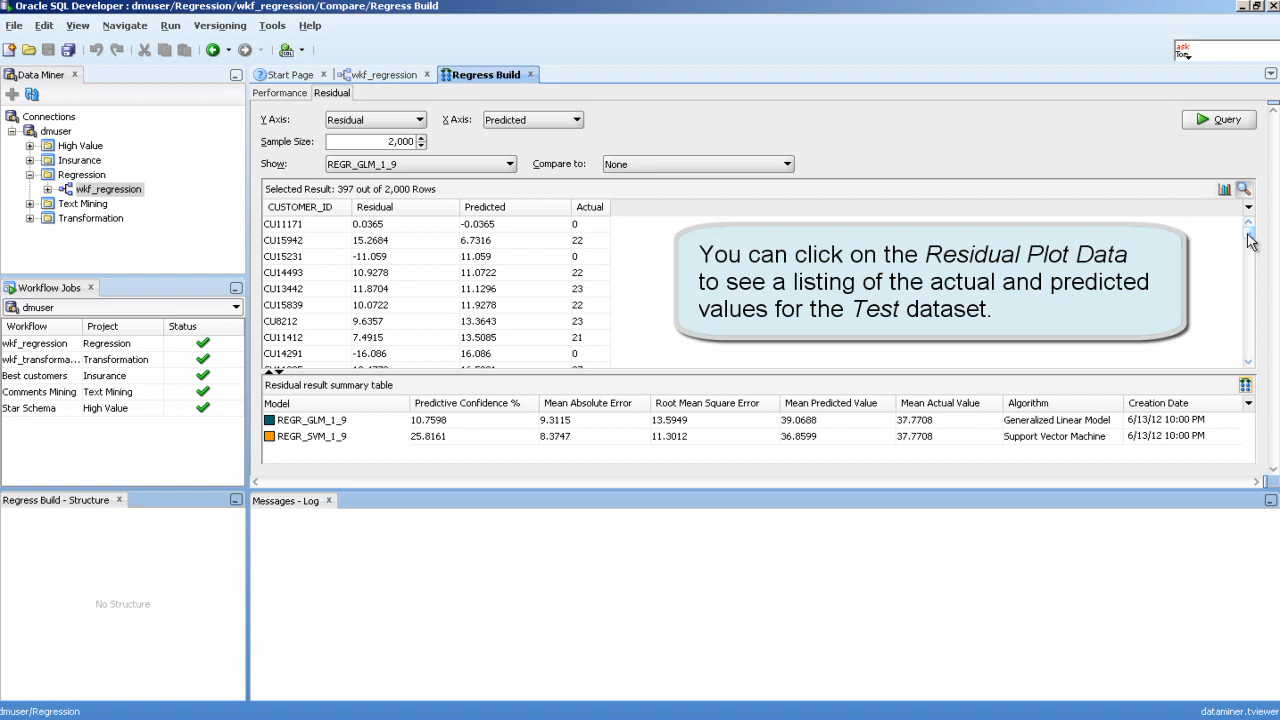 Oracle SQL Developer : dmuser/Regression/wkf_regression/Compare/Regress Build
File Edit View Navigate Run Versioning Tools Help
ask
Tom
Data Miner
Connections
dmuser
High Value
Insurance
Regression
wkf_regression
Text Mining
Transformation
Workflow Jobs
dmuser
Workflow Project Status
wkf_regression Regression
wkf_transforma... Transformation
Best customers Insurance
Comments Mining Text Mining
Star Schema High Value
Regress Build - Structure
No Structure
Start Page wkf_regression Regress Build
Performance Residual
Y Axis: Residual X Axis: Predicted Query
Sample Size: 2,000
Show: REGR_GLM_1_9 Compare to: None
Selected Result: 397 out of 2,000 Rows
CUSTOMER_ID Residual Predicted Actual
CU11171 0.0365 -0.0365 0
CU15942 15.2684 6.7316 22
CU15231 -11.059 11.059 0
CU14493 10.9278 11.0722 22
CU13442 11.8704 11.1296 23
CU15839 10.0722 11.9278 22
CU8212 9.6357 13.3643 23
CU11412 7.4915 13.5085 21
CU14291 -16.086 16.086 0
You can click on the Residual Plot Data
to see a listing of the actual and predicted
values for the Test dataset.
Residual result summary table
Model Predictive Confidence % Mean Absolute Error Root Mean Square Error Mean Predicted Value Mean Actual Value Algorithm Creation Date
REGR_GLM_1_9 10.7598 9.3115 13.5949 39.0688 37.7708 Generalized Linear Model 6/13/12 10:00 PM
REGR_SVM_1_9 25.8161 8.3747 11.3012 36.8599 37.7708 Support Vector Machine 6/13/12 10:00 PM
Messages - Log
dmuser/Regression
dataminer.tviewer